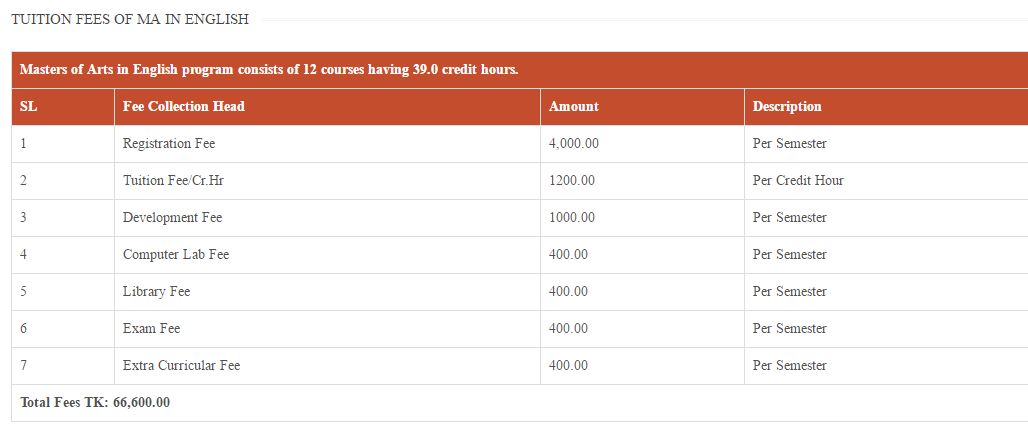 TUITION FEES OF MA IN ENGLISH
Masters of Arts in English program consists of 12 courses having 39.0 credit hours.
SL Fee Collection Head Amount Description
1 Registration Fee 4,000.00 Per Semester
2 Tuition Fee/Cr.Hr 1200.00 Per Credit Hour
3 Development Fee 1000.00 Per Semester
4 Computer Lab Fee 400.00 Per Semester
5 Library Fee 400.00 Per Semester
6 Exam Fee 400.00 Per Semester
7 Extra Curricular Fee 400.00 Per Semester
Total Fees TK: 66,600.00